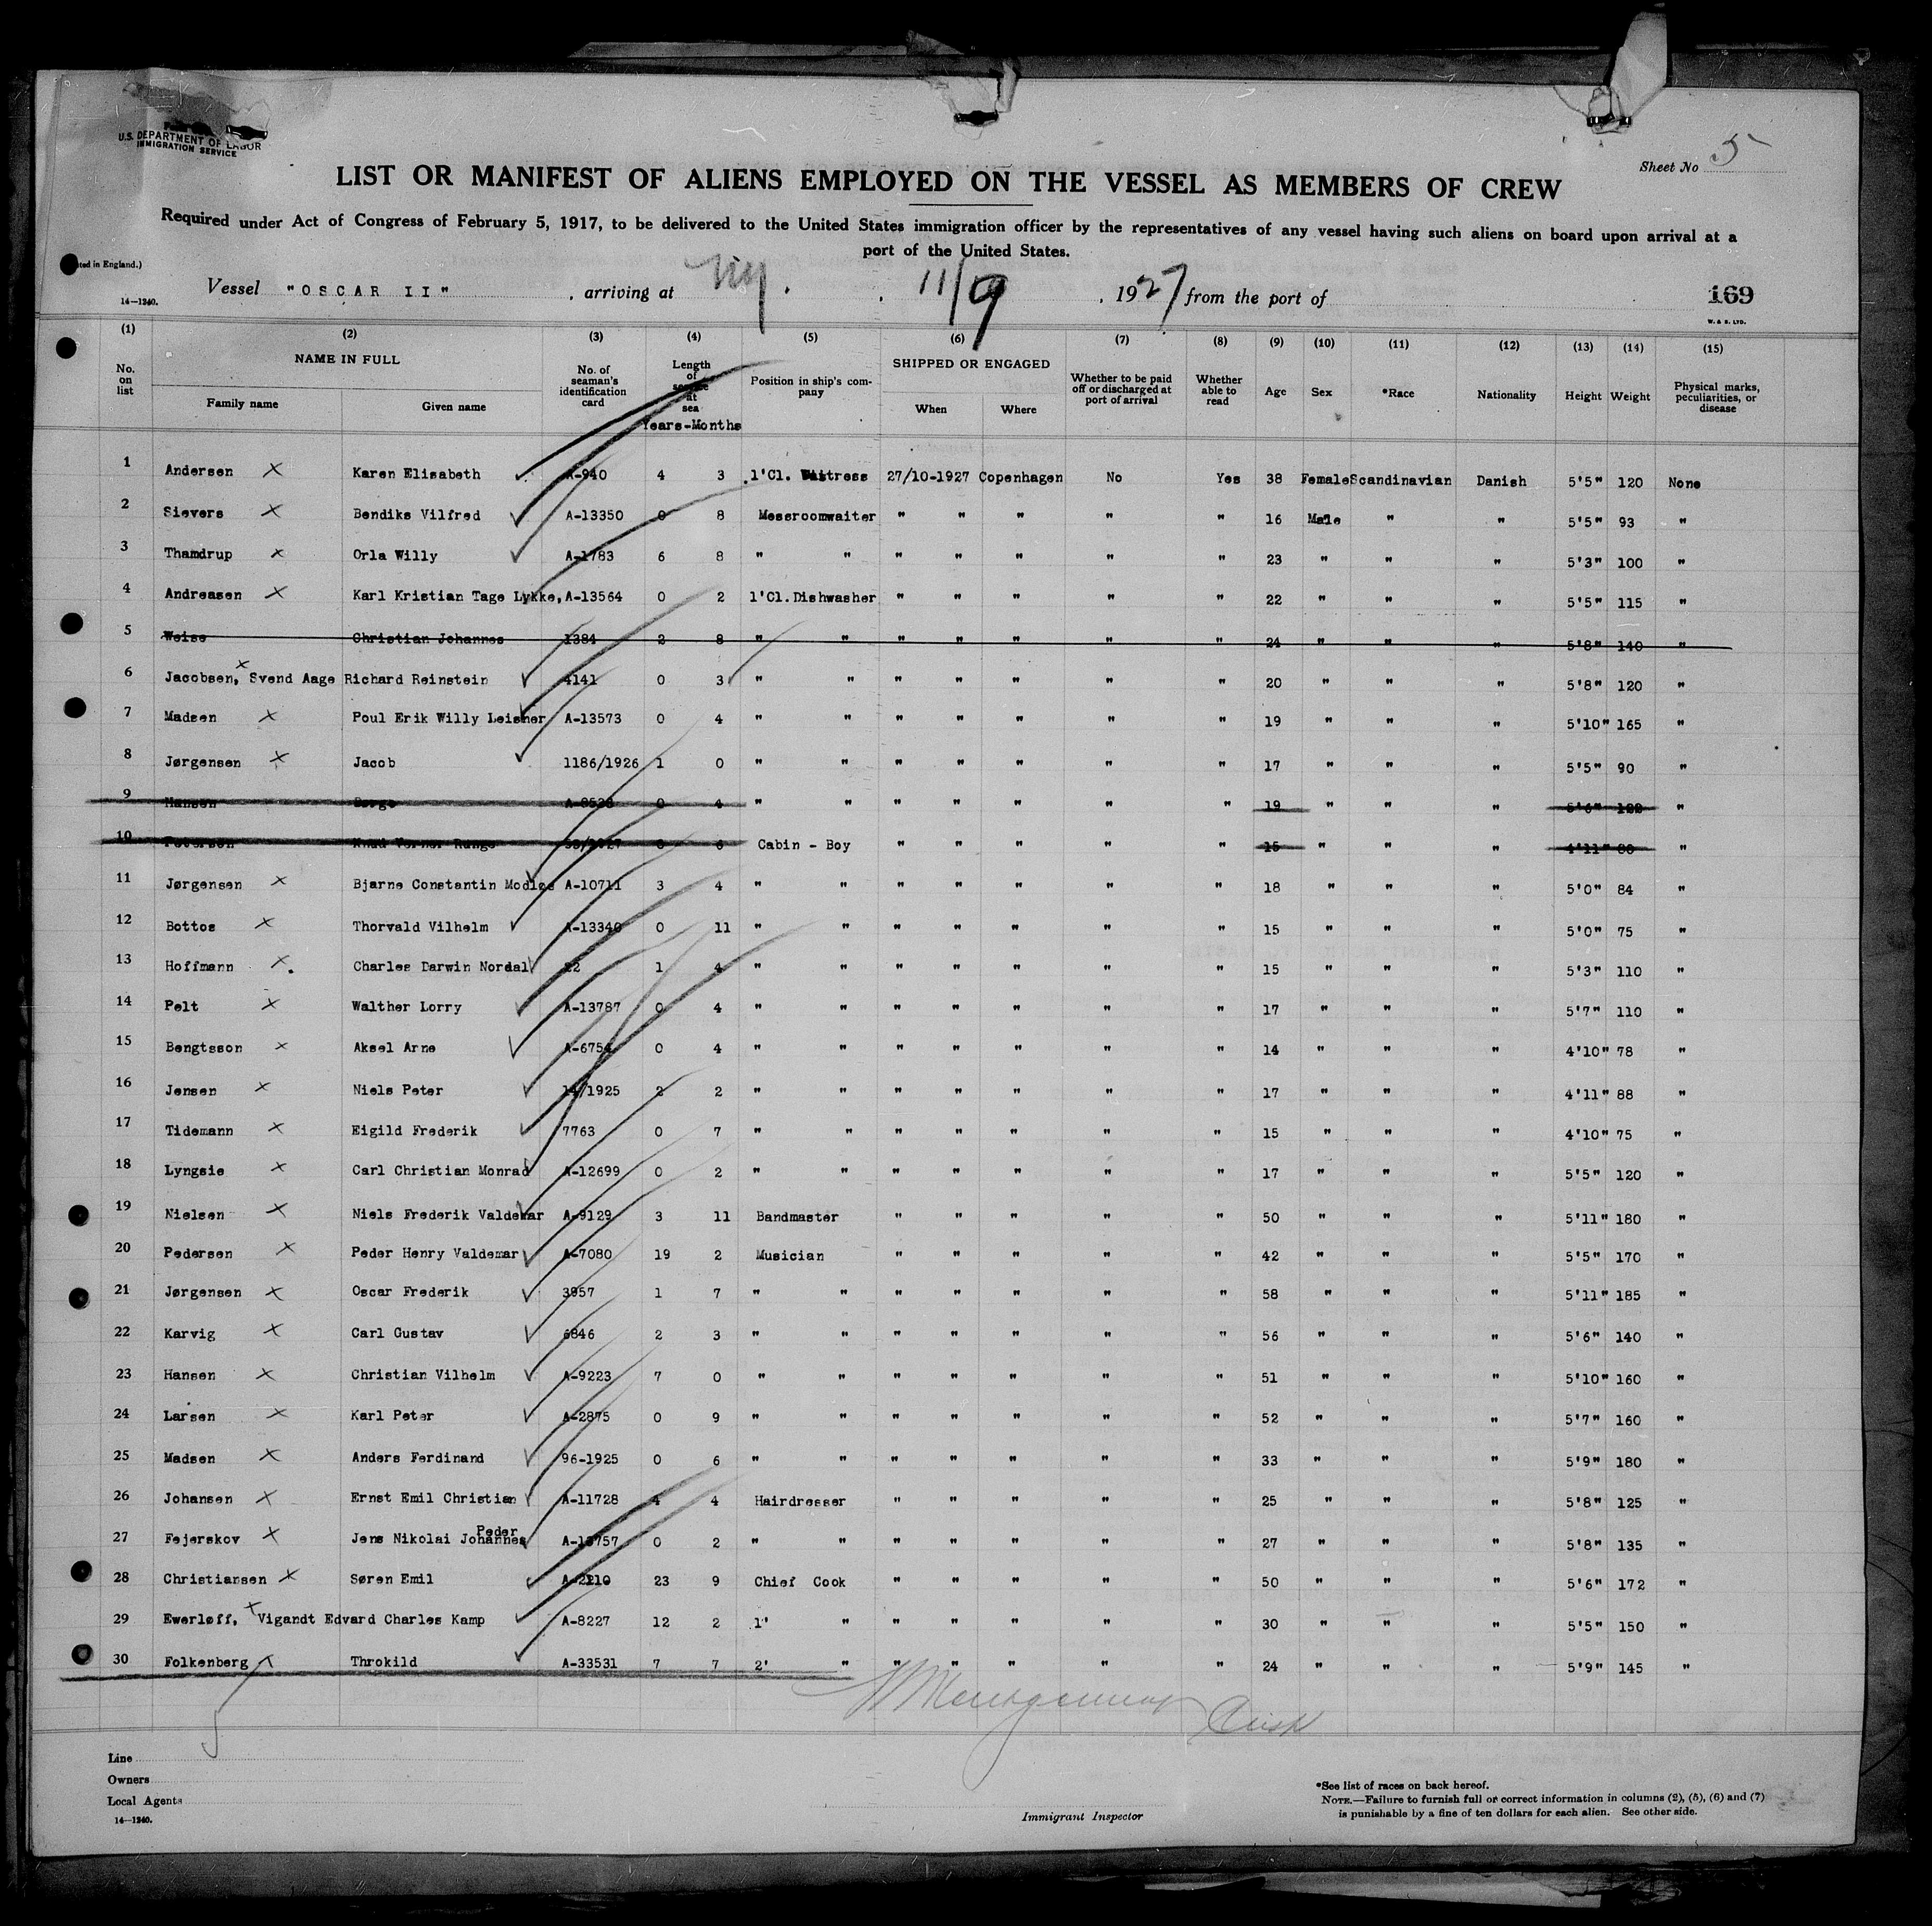 U.S. DEPARTMENT OF LABOR
IMMIGRATION SERVICE
Sheet No 5
LIST OR MANIFEST OF ALIENS EMPLOYED ON THE VESSEL AS MEMBERS OF CREW
Required under Act of Congress of February 5, 1917, to be delivered to the United States immigration officer by the representatives of any vessel having such aliens on board upon arrival at a
port of the United States.
ted in England.)
14—1240.
Vessel "OSCAR II", arriving at NY. , 11/9 , 1927 from the port of
169
W. & S. LTD.
(1) (2) (3) (4) (5) (6) (7) (8) (9) (10) (11) (12) (13) (14) (15)
No. on list NAME IN FULL Family name Given name No. of seaman's identification card Length of service at sea Years-Months Position in ship's company SHIPPED OR ENGAGED When Where Whether to be paid off or discharged at port of arrival Whether able to read Age Sex *Race Nationality Height Weight Physical marks, peculiarities, or disease
1 Andersen X Karen Elisabeth A-940 4 3 1'Cl. Waitress 27/10-1927 Copenhagen No Yes 38 Female Scandinavian Danish 5'5" 120 None
2 Sievers X Bendiks Vilfred A-13350 0 8 Messroomwaiter " " " " " 16 Male " " 5'5" 93 "
3 Thamdrup X Orla Willy A-1783 6 8 " " " " " " " 23 " " " 5'3" 100 "
4 Andreasen X Karl Kristian Tage Lykke, A-13564 0 2 1'Cl.Dishwasher " " " " " 22 " " " 5'5" 115 "
5 Weise Christian Johannes 1384 2 8 " " " " " " " 24 " " " 5'8" 140 "
6 Jacobsen, X Svend Aage Richard Reinstein 4141 0 3 " " " " " " " 20 " " " 5'8" 120 "
7 Madsen X Poul Erik Willy Leisner A-13573 0 4 " " " " " " " 19 " " " 5'10" 165 "
8 Jørgensen X Jacob 1186/1926 1 0 " " " " " " " 17 " " " 5'5" 90 "
9 Hansen Børge 0 4 " " " " " " " 19 " " " "
10 Petersen Knud Verner Runge 0 6 Cabin - Boy " " " " " 15 " " " 4'11" "
11 Jørgensen X Bjarne Constantin A-10711 3 4 " " " " " " " 18 " " " 5'0" 84 "
12 Bottos X Thorvald Vilhelm A-13340 0 11 " " " " " " " 15 " " " 5'0" 75 "
13 Hoffmann X. Charles Darwin Nordal 22 1 4 " " " " " " " 15 " " " 5'3" 110 "
14 Pelt X Walther Lorry A-13787 0 4 " " " " " " " 17 " " " 5'7" 110 "
15 Bengtsson X Aksel Arne A-6754 0 4 " " " " " " " 14 " " " 4'10" 78 "
16 Jensen X Niels Peter 14/1925 2 2 " " " " " " " 17 " " " 4'11" 88 "
17 Tidemann X Eigild Frederik 7763 0 7 " " " " " " " 15 " " " 4'10" 75 "
18 Lyngsie X Carl Christian Monrad A-12699 0 2 " " " " " " " 17 " " " 5'5" 120 "
19 Nielsen X Niels Frederik Valdemar A-9129 3 11 Bandmaster " " " " " 50 " " " 5'11" 180 "
20 Pedersen X Peder Henry Valdemar A-7080 19 2 Musician " " " " " 42 " " " 5'5" 170 "
21 Jørgensen X Oscar Frederik 3957 1 7 " " " " " " " 58 " " " 5'11" 185 "
22 Karvig X Carl Gustav 6846 2 3 " " " " " " " 56 " " " 5'6" 140 "
23 Hansen X Christian Vilhelm A-9223 7 0 " " " " " " " 51 " " " 5'10" 160 "
24 Larsen X Karl Peter A-2875 0 9 " " " " " " " 52 " " " 5'7" 160 "
25 Madsen X Anders Ferdinand 96-1925 0 6 " " " " " " " 33 " " " 5'9" 180 "
26 Johansen X Ernst Emil Christian A-11728 4 4 Hairdresser " " " " " 25 " " " 5'8" 125 "
27 Fejerskov X Jens Nikolai Johannes Peder A-13757 0 2 " " " " " " " 27 " " " 5'8" 135 "
28 Christiansen X Søren Emil A-2210 23 9 Chief Cook " " " " " 50 " " " 5'6" 172 "
29 Ewerløff, X Vigandt Edvard Charles Kamp A-8227 12 2 1' " " " " " " 30 " " " 5'5" 150 "
30 Folkenberg X Throkild A-33531 7 7 2' " " " " " " 24 " " " 5'9" 145 "
Montgomery
Line
Owners
Local Agents
14—1240.
Immigrant Inspector
*See list of races on back hereof.
NOTE.—Failure to furnish full or correct information in columns (2), (5), (6) and (7)
is punishable by a fine of ten dollars for each alien. See other side.